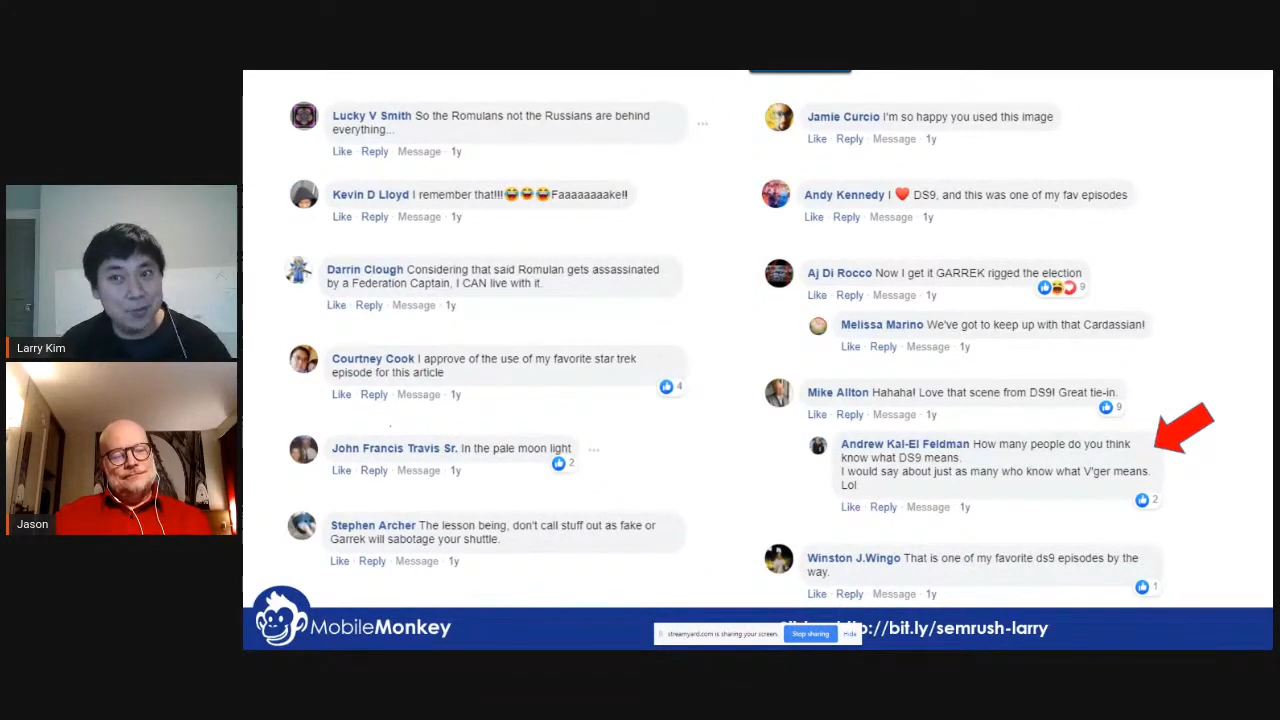 Lucky V Smith So the Romulans not the Russians are behind
everything...
Like Reply Message 1y
Kevin D Lloyd I remember that!!!😂😂😂Faaaaaaaake!!
Like Reply Message 1y
Darrin Clough Considering that said Romulan gets assassinated
by a Federation Captain, I CAN live with it.
Like Reply Message 1y
Courtney Cook I approve of the use of my favorite star trek
episode for this article
4
Like Reply Message 1y
John Francis Travis Sr. In the pale moon light
2
Like Reply Message 1y
Stephen Archer The lesson being, don't call stuff out as fake or
Garrek will sabotage your shuttle.
Like Reply Message 1y
Jamie Curcio I'm so happy you used this image
Like Reply Message 1y
Andy Kennedy I ❤️ DS9, and this was one of my fav episodes
Like Reply Message 1y
Aj Di Rocco Now I get it GARREK rigged the election
9
Like Reply Message 1y
Melissa Marino We've got to keep up with that Cardassian!
Like Reply Message 1y
Mike Allton Hahaha! Love that scene from DS9! Great tie-in.
9
Like Reply Message 1y
Andrew Kal-El Feldman How many people do you think
know what DS9 means.
I would say about just as many who know what V'ger means.
Lol
2
Like Reply Message 1y
Winston J.Wingo That is one of my favorite ds9 episodes by the
way.
1
Like Reply Message 1y
Larry Kim
Jason
MobileMonkey
streamyard.com is sharing your screen. Stop sharing Hide
://bit.ly/semrush-larry